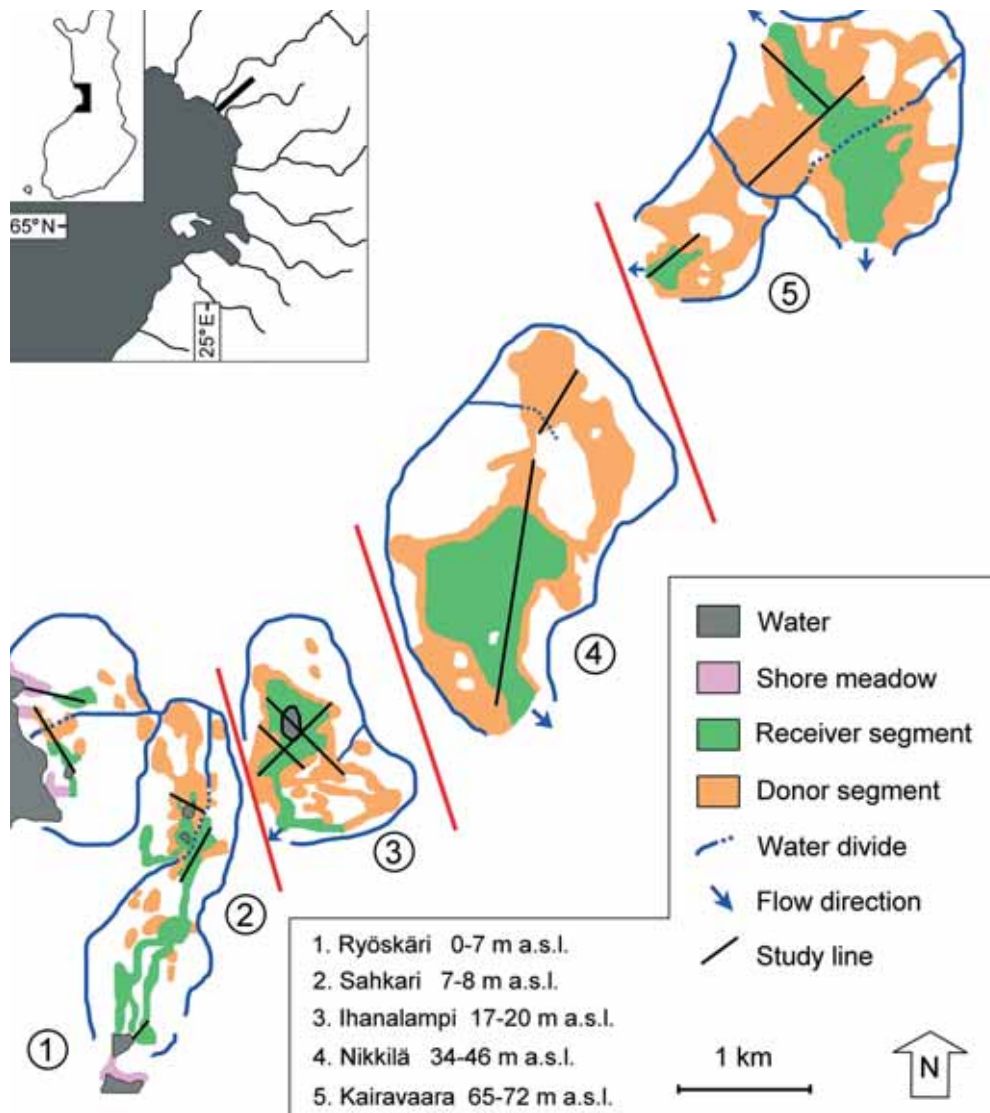 65°N
25°E
5
4
3
2
1
Water
Shore meadow
Receiver segment
Donor segment
Water divide
Flow direction
Study line
1. Ryöskäri 0-7 m a.s.l.
2. Sahkari 7-8 m a.s.l.
3. Ihanalampi 17-20 m a.s.l.
4. Nikkilä 34-46 m a.s.l.
5. Kairavaara 65-72 m a.s.l.
1 km
N